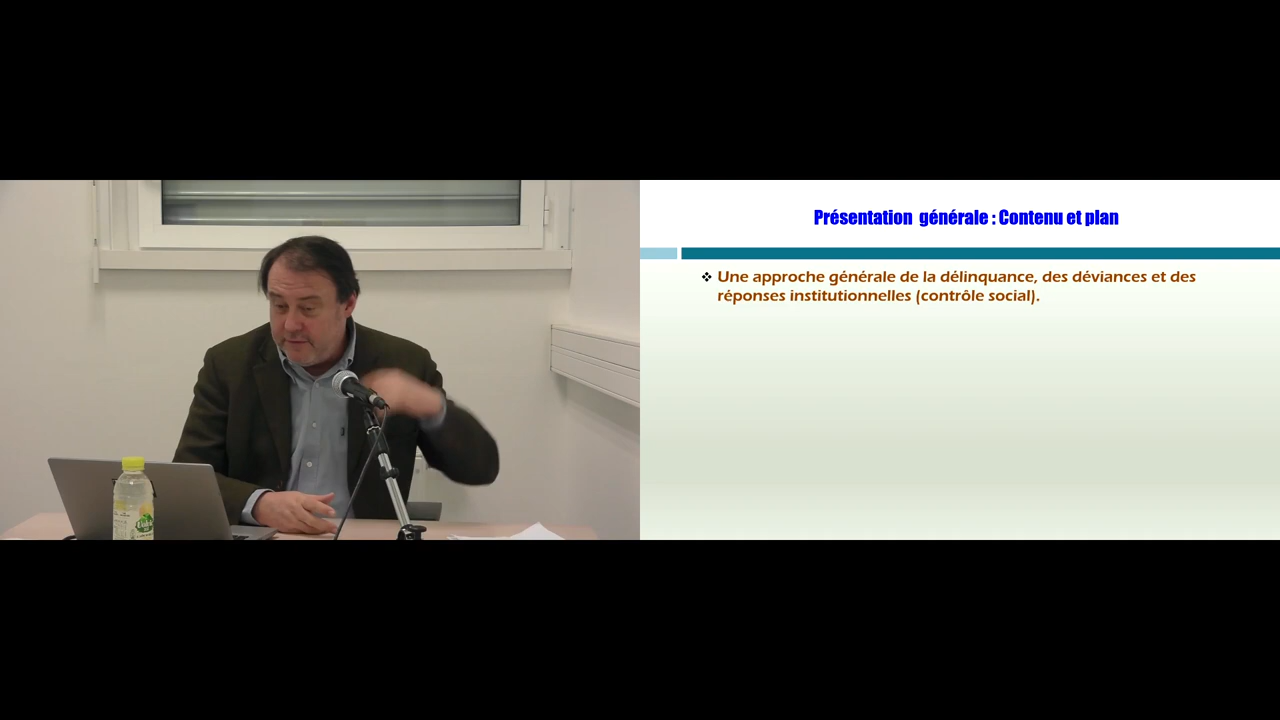 Présentation générale : Contenu et plan
❖ Une approche générale de la délinquance, des déviances et des
réponses institutionnelles (contrôle social).